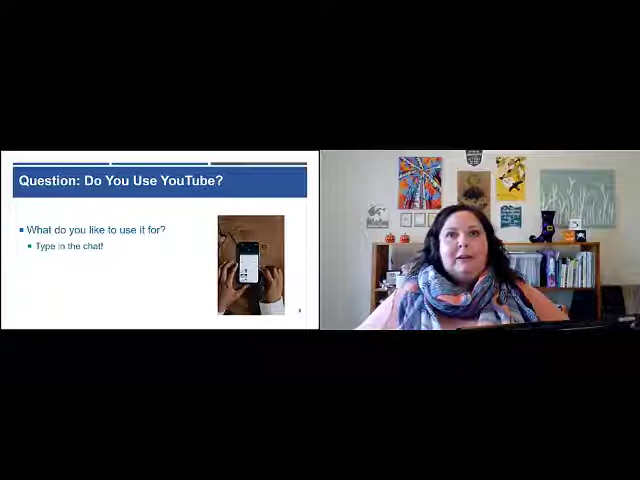 Question: Do You Use YouTube?
What do you like to use it for?
Type in the chat!